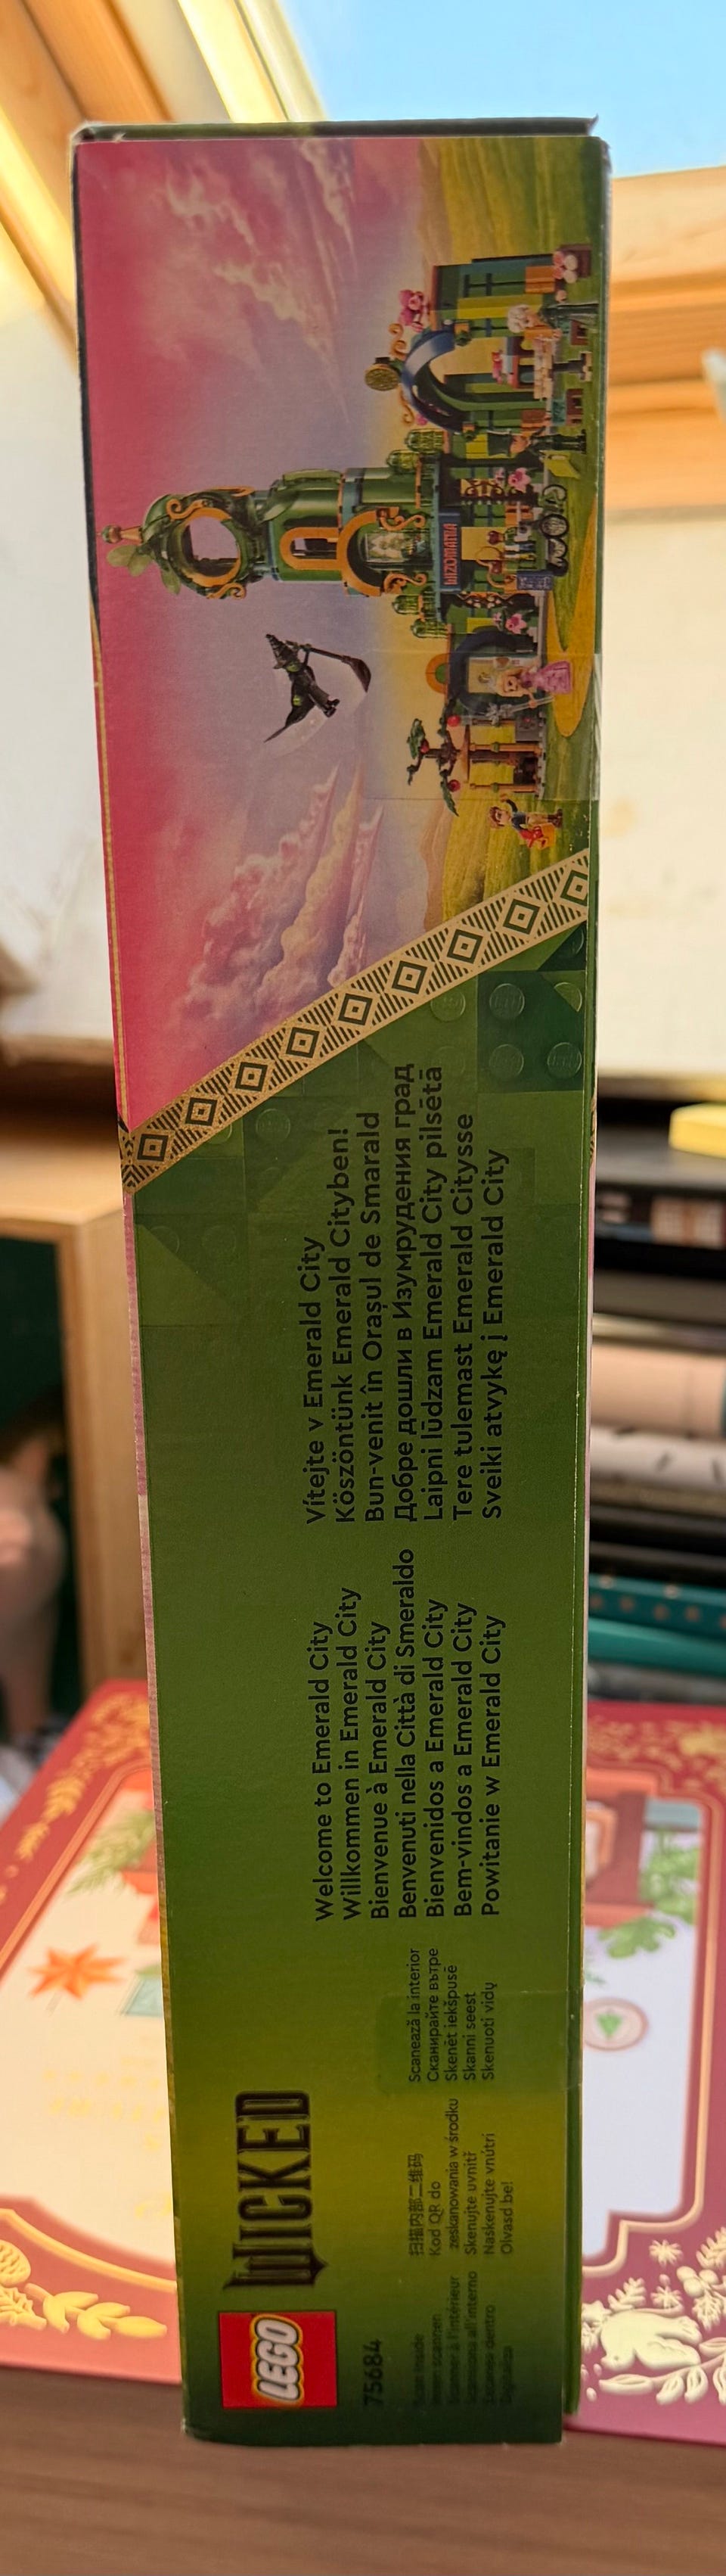 LEGO
WICKED
75684
扫描内部二维码
Kod QR do
zeskanowania w środku
Skenujte uvnitř
Naskenujte vnútri
Olvasd be!
Scanează la interior
Сканирайте вътре
Skenēt iekšpusē
Skanni seest
Skenuoti vidų
Welcome to Emerald City
Willkommen in Emerald City
Bienvenue à Emerald City
Benvenuti nella Città di Smeraldo
Bienvenidos a Emerald City
Bem-vindos a Emerald City
Powitanie w Emerald City
Vítejte v Emerald City
Köszöntünk Emerald Cityben!
Bun-venit în Orașul de Smarald
Добре дошли в Изумрудения град
Laipni lūdzam Emerald City pilsētā
Tere tulemast Emerald Citysse
Sveiki atvykę į Emerald City
WIZOMANIA